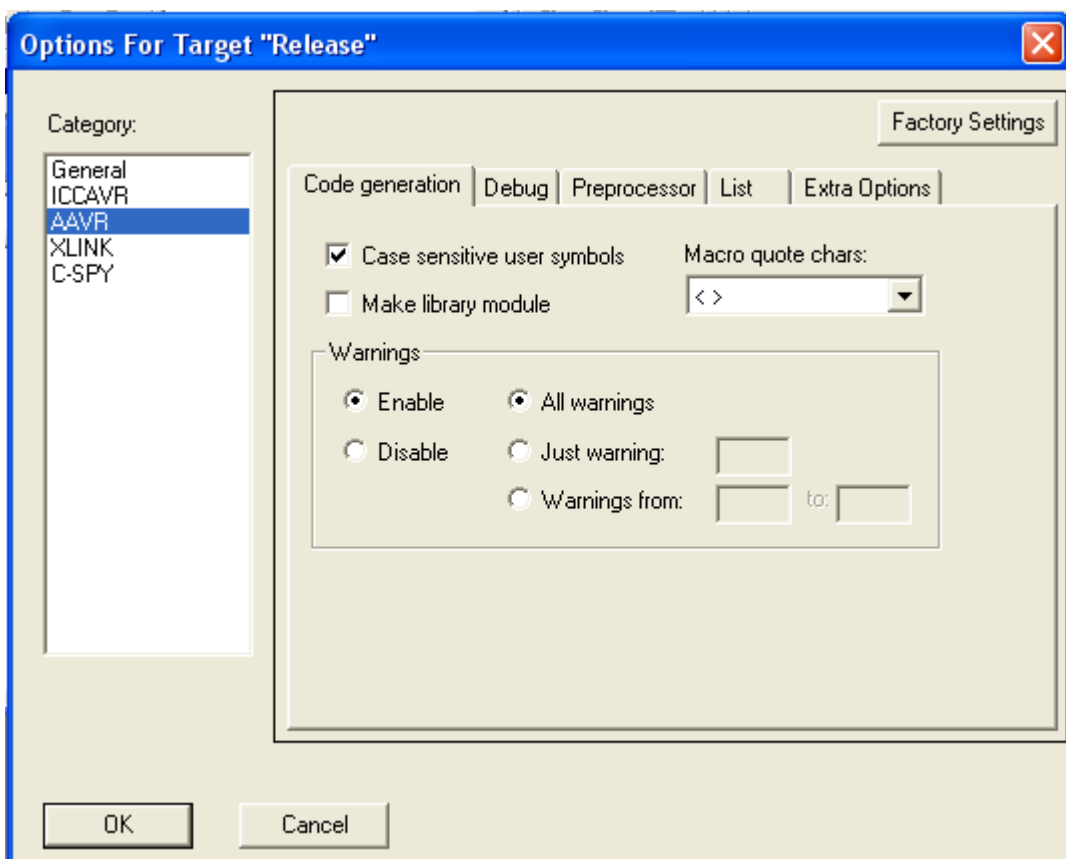 Options For Target "Release"
Category:
General
ICCAVR
AAVR
XLINK
C-SPY
Factory Settings
Code generation Debug Preprocessor List Extra Options
Case sensitive user symbols
Macro quote chars:
Make library module
< >
Warnings
Enable
All warnings
Disable
Just warning:
Warnings from: to:
OK Cancel